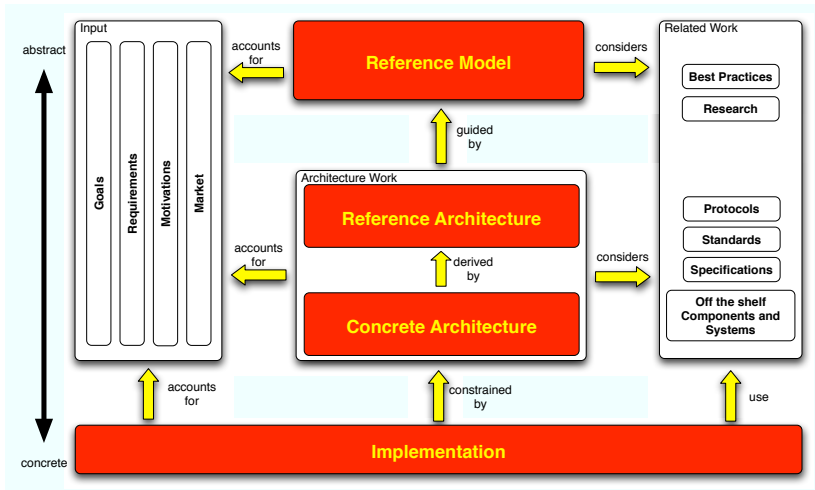 Input
Related Work
abstract
accounts
for
Reference Model
considers
Best Practices
Research
guided
by
Goals
Requirements
Motivations
Market
Architecture Work
Reference Architecture
Protocols
Standards
Specifications
accounts
for
derived
by
considers
Concrete Architecture
Off the shelf
Components and
Systems
accounts
for
constrained
by
use
concrete
Implementation